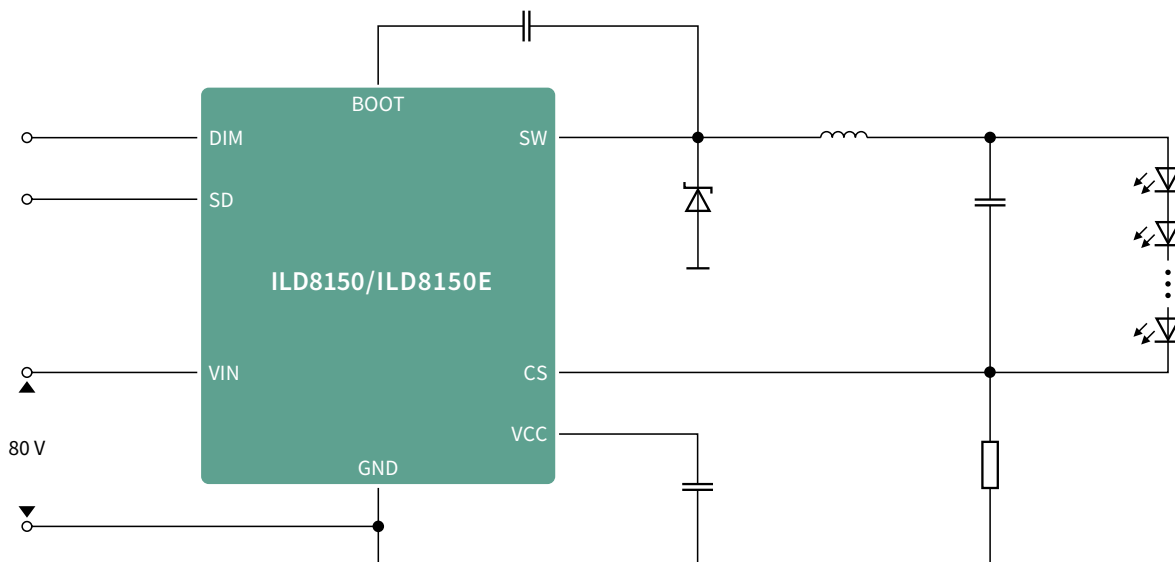 BOOT
DIM
SW
SD
ILD8150/ILD8150E
VIN
CS
VCC
80 V
GND